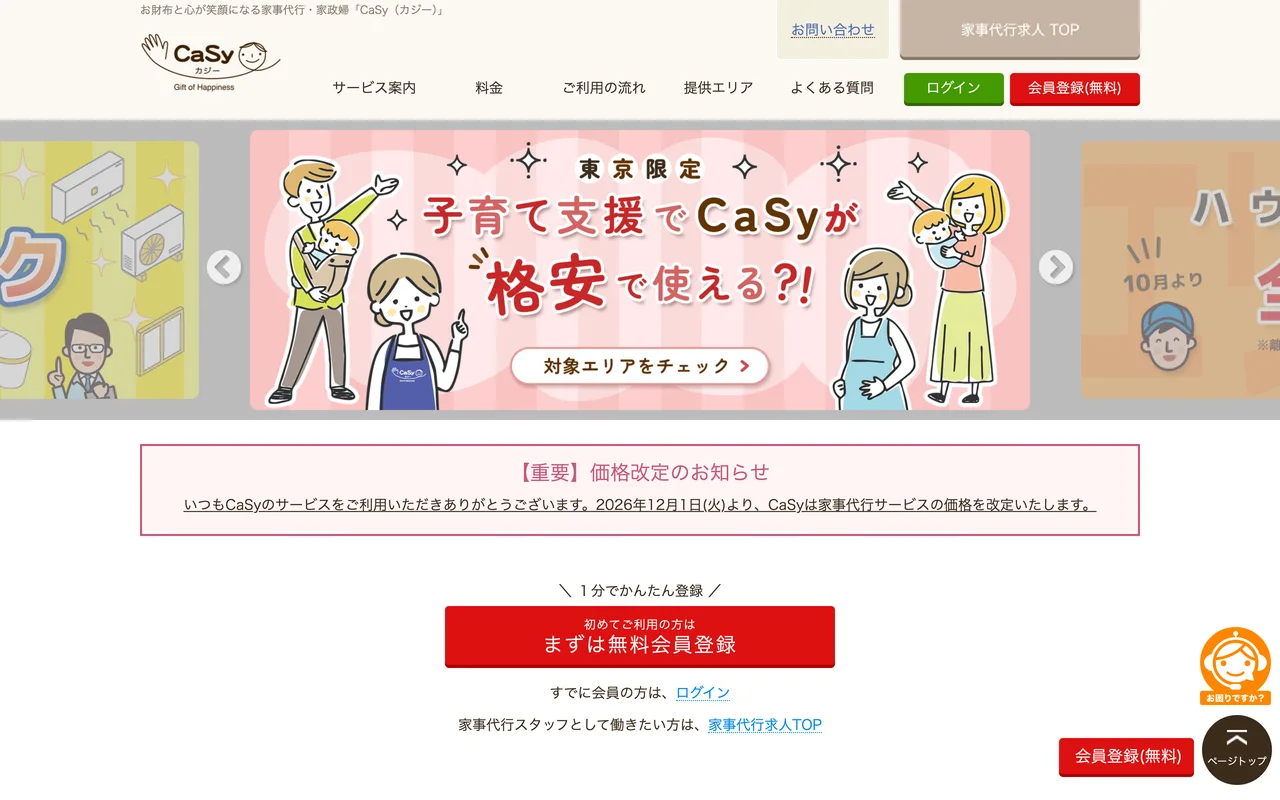 お財布と心が笑顔になる家事代行・家政婦「CaSy（カジー）」
CaSy
カジー
Gift of Happiness
お問い合わせ
家事代行求人 TOP
サービス案内
料金
ご利用の流れ
提供エリア
よくある質問
ログイン
会員登録(無料)
ク
東京限定
子育て支援でCaSyが
格安で使える?!
CaSy
対象エリアをチェック
ハウ
10月より
全
【重要】価格改定のお知らせ
いつもCaSyのサービスをご利用いただきありがとうございます。2026年12月1日(火)より、CaSyは家事代行サービスの価格を改定いたします。
＼ 1分でかんたん登録 ／
初めてご利用の方は
まずは無料会員登録
すでに会員の方は、ログイン
家事代行スタッフとして働きたい方は、家事代行求人TOP
お困りですか？
会員登録(無料)
ページトップ